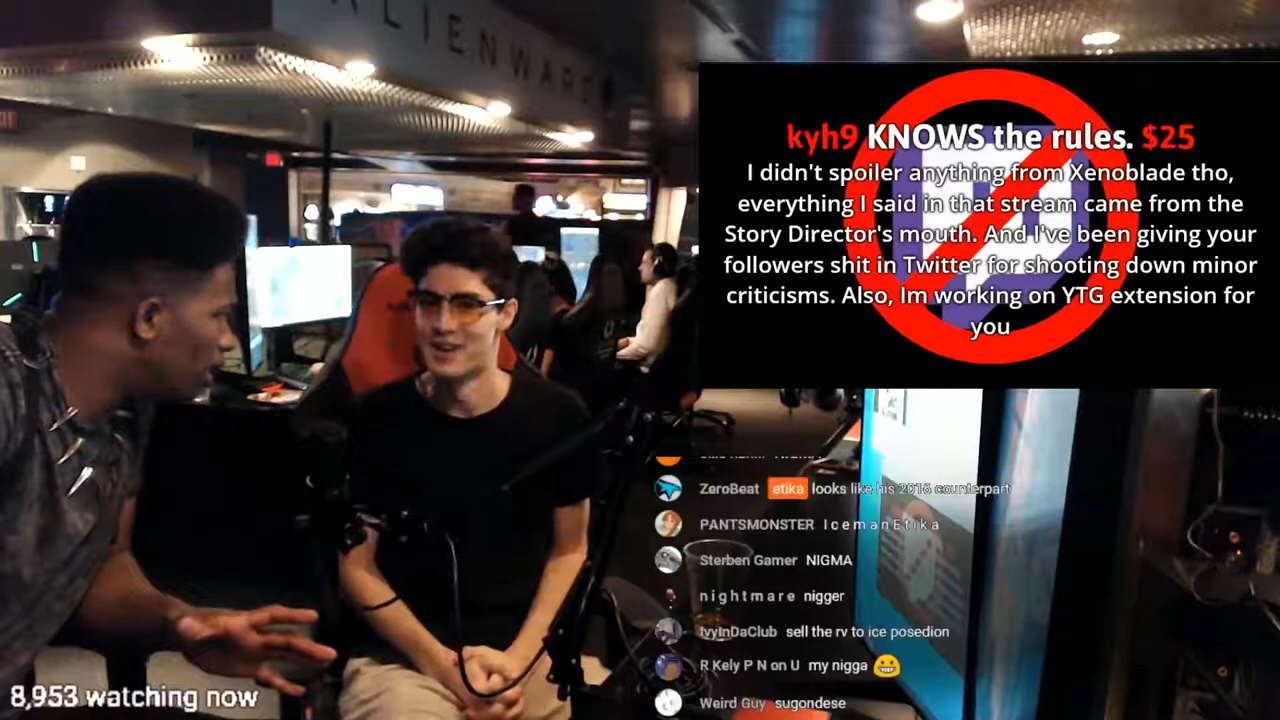 ALIENWARE
kyh9 KNOWS the rules. $25
I didn't spoiler anything from Xenoblade tho,
everything I said in that stream came from the
Story Director's mouth. And I've been giving your
followers shit in Twitter for shooting down minor
criticisms. Also, Im working on YTG extension for
you
ZeroBeat etika looks like his 2016 counterpart
PANTSMONSTER I c e m a n E t i k a
Sterben Gamer NIGMA
n i g h t m a r e nigger
IvyInDaClub sell the rv to ice posedion
R Kely P N on U my nigga 😬
Weird Guy sugondese
8,953 watching now